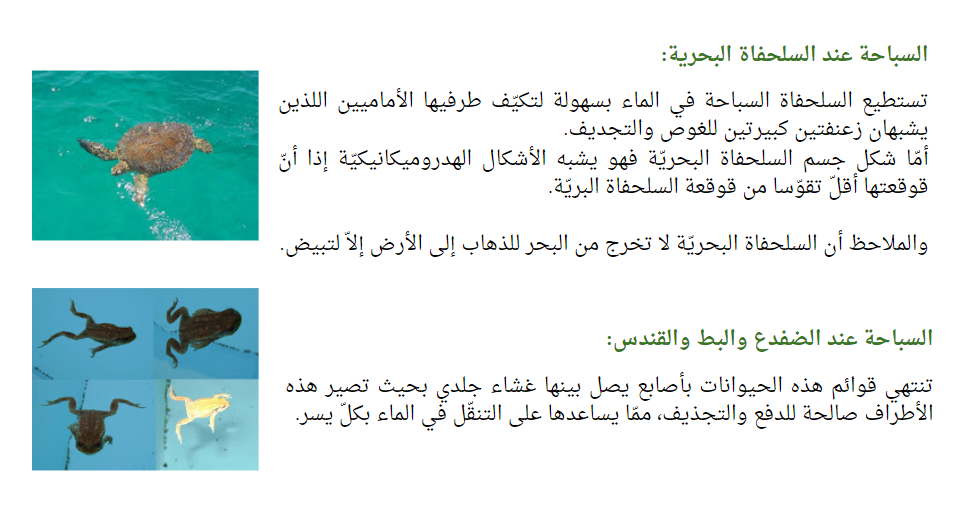 السباحة عند السلحفاة البحرية:
تستطيع السلحفاة السباحة في الماء بسهولة لتكيّف طرفيها الأماميين اللذين
يشبهان زعنفتين كبيرتين للغوص والتجديف.
أمّا شكل جسم السلحفاة البحريّة فهو يشبه الأشكال الهدروميكانيكيّة إذا أنّ
قوقعتها أقلّ تقوّسا من قوقعة السلحفاة البريّة.
والملاحظ أن السلحفاة البحريّة لا تخرج من البحر للذهاب إلى الأرض إلاّ لتبيض.
السباحة عند الضفدع والبط والقندس:
تنتهي قوائم هذه الحيوانات بأصابع يصل بينها غشاء جلدي بحيث تصير هذه
الأطراف صالحة للدفع والتجذيف، ممّا يساعدها على التنقّل في الماء بكلّ يسر.